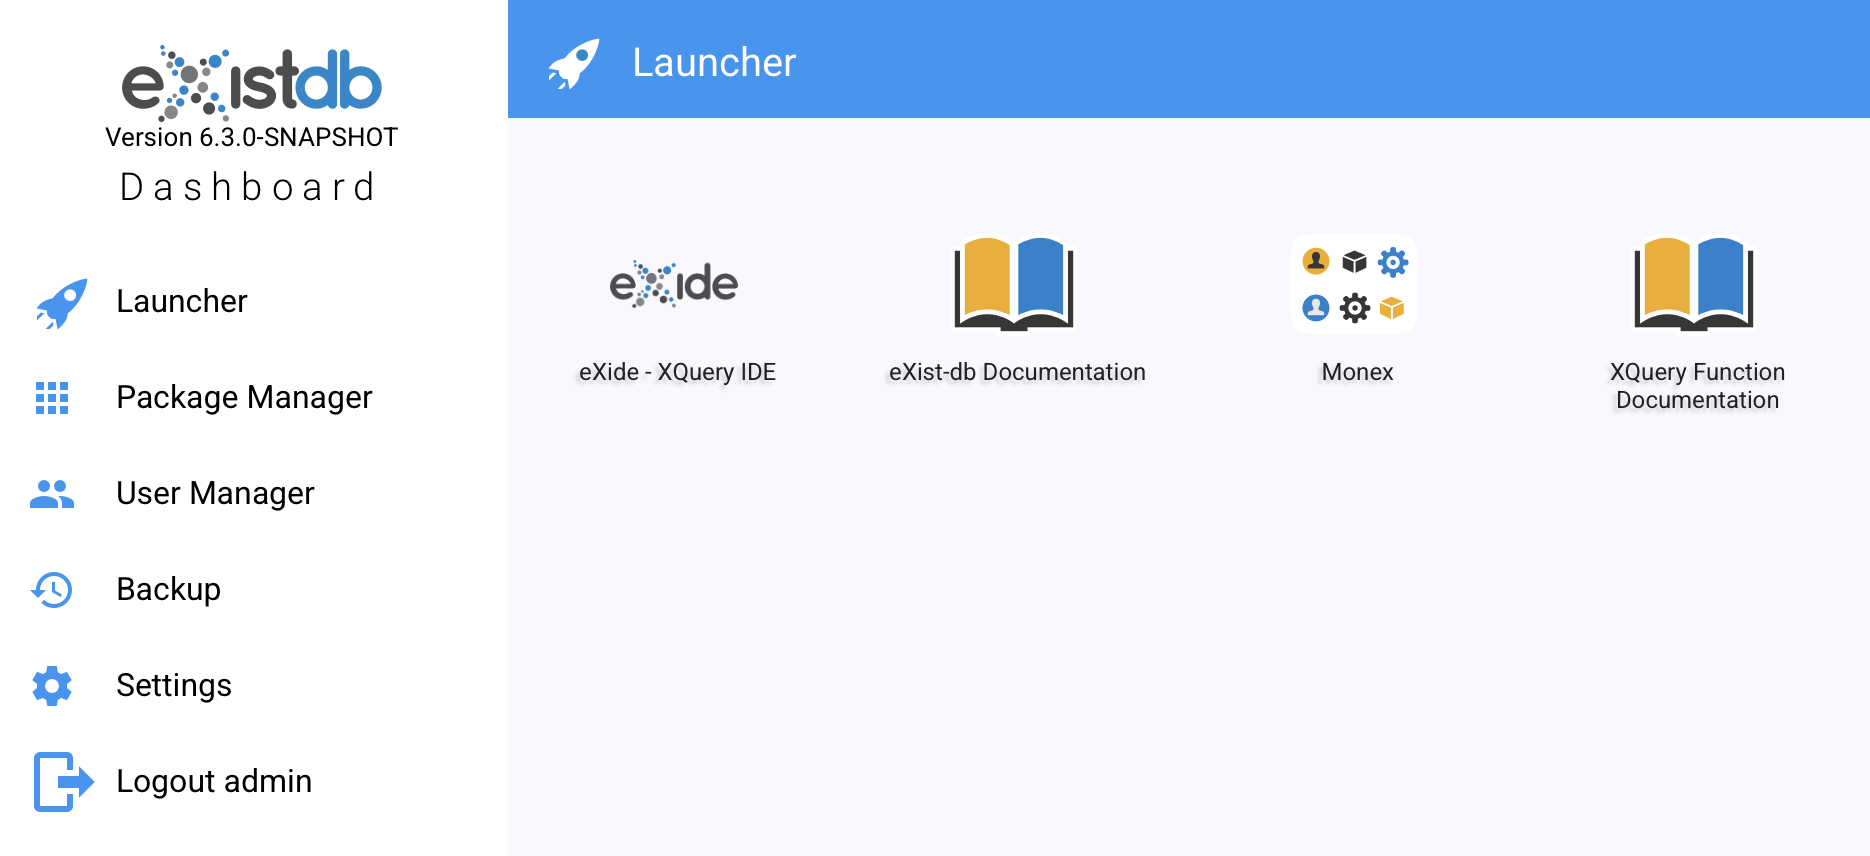 eXistdb
Version 6.3.0-SNAPSHOT
Dashboard
Launcher
Package Manager
User Manager
Backup
Settings
Logout admin
Launcher
eXide
eXide - XQuery IDE
eXist-db Documentation
Monex
XQuery Function
Documentation